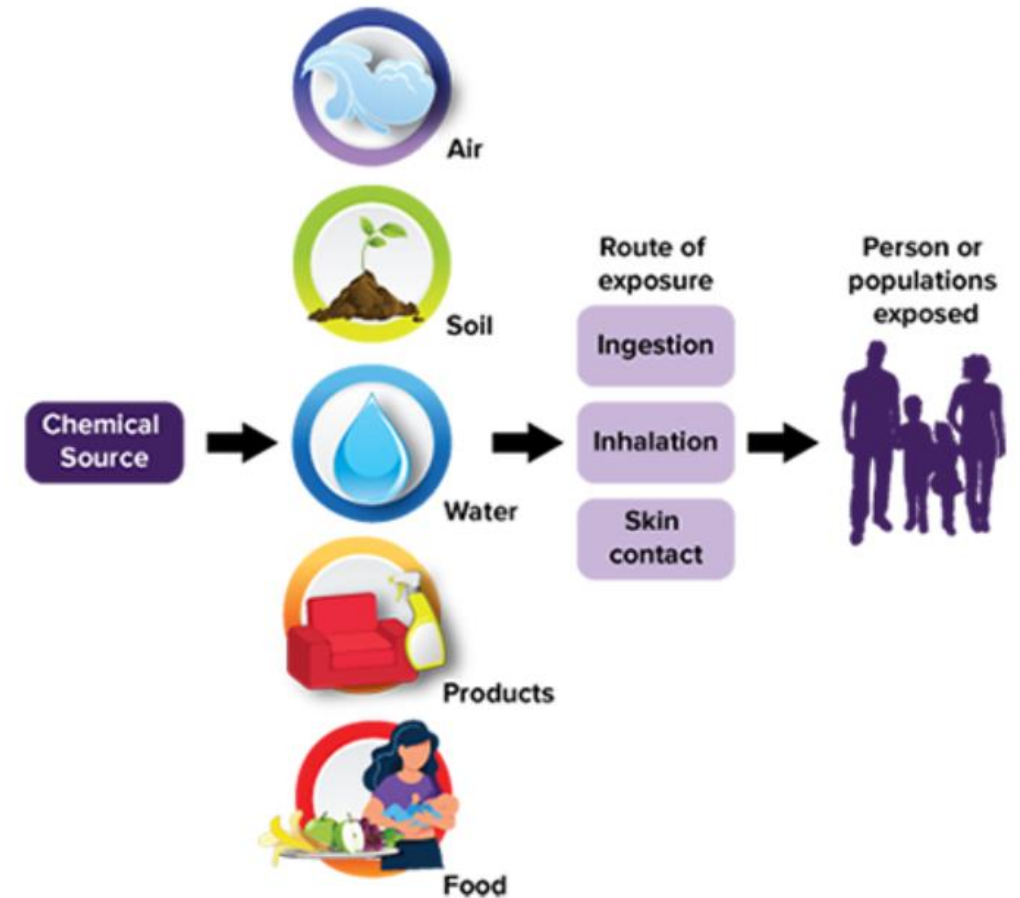 Air
Soil
Chemical
Source
Water
Products
Food
Route of
exposure
Ingestion
Inhalation
Skin
contact
Person or
populations
exposed